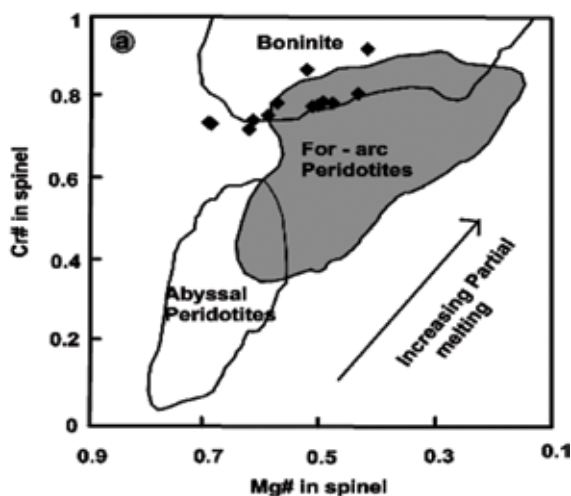 a
Boninite
For - arc
Peridotites
Abyssal
Peridotites
Increasing Partial
melting
Cr# in spinel
1
0.8
0.6
0.4
0.2
0
0.9
0.7
0.5
0.3
0.1
Mg# in spinel